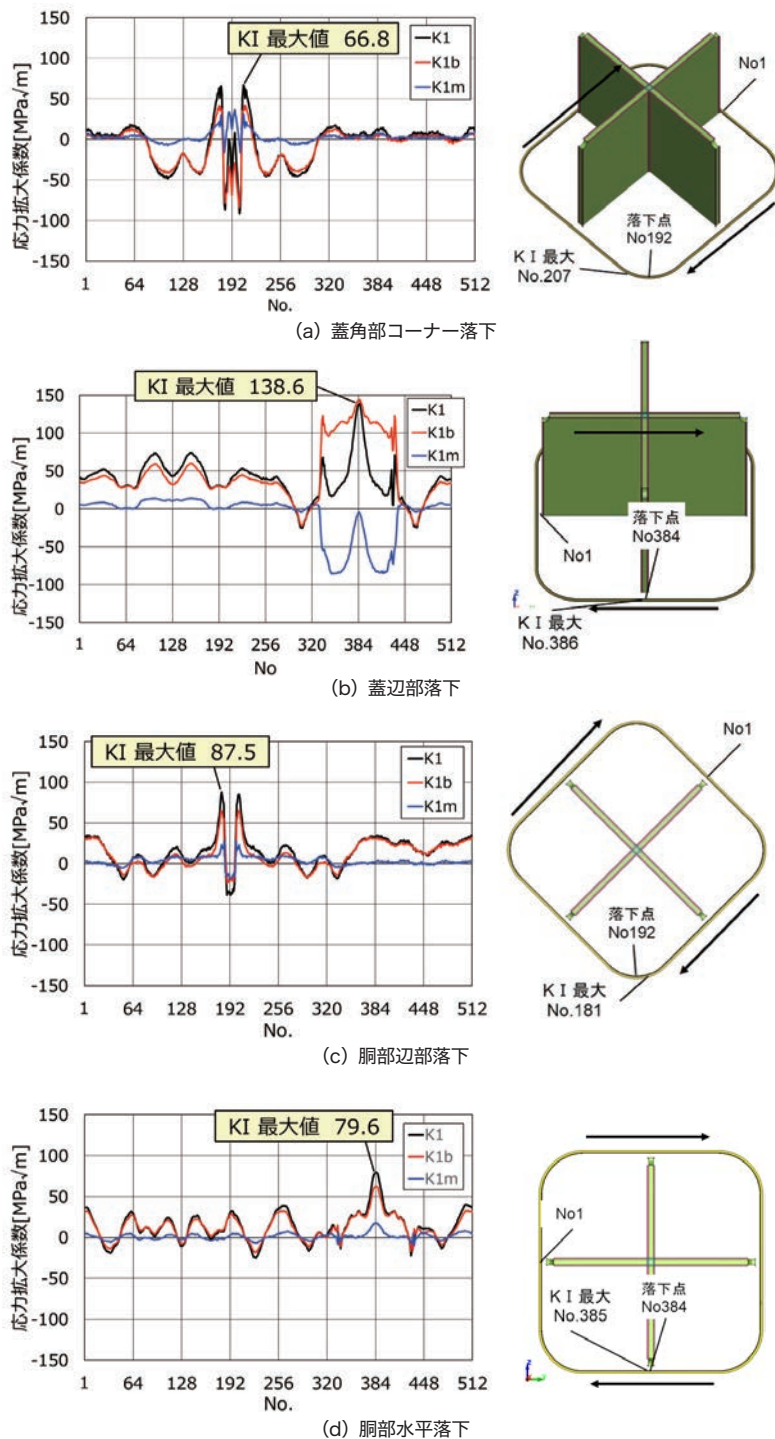 KI 最大値 66.8
K1
K1b
K1m
応力拡大係数[MPa√m]
150
100
50
0
-50
-100
-150
1 64 128 192 256 320 384 448 512
No.
No1
落下点
No192
KⅠ最大
No.207
(a) 蓋角部コーナー落下
KI 最大値 138.6
K1
K1b
K1m
応力拡大係数[MPa√m]
150
100
50
0
-50
-100
-150
1 64 128 192 256 320 384 448 512
No
落下点
No384
No1
KⅠ最大
No.386
(b) 蓋辺部落下
KI 最大値 87.5
K1
K1b
K1m
応力拡大係数[MPa√m]
150
100
50
0
-50
-100
-150
1 64 128 192 256 320 384 448 512
No.
No1
落下点
No192
KⅠ最大
No.181
(c) 胴部辺部落下
KI 最大値 79.6
K1
K1b
K1m
応力拡大係数[MPa√m]
150
100
50
0
-50
-100
-150
1 64 128 192 256 320 384 448 512
No.
No1
KⅠ最大
No.385
落下点
No384
(d) 胴部水平落下